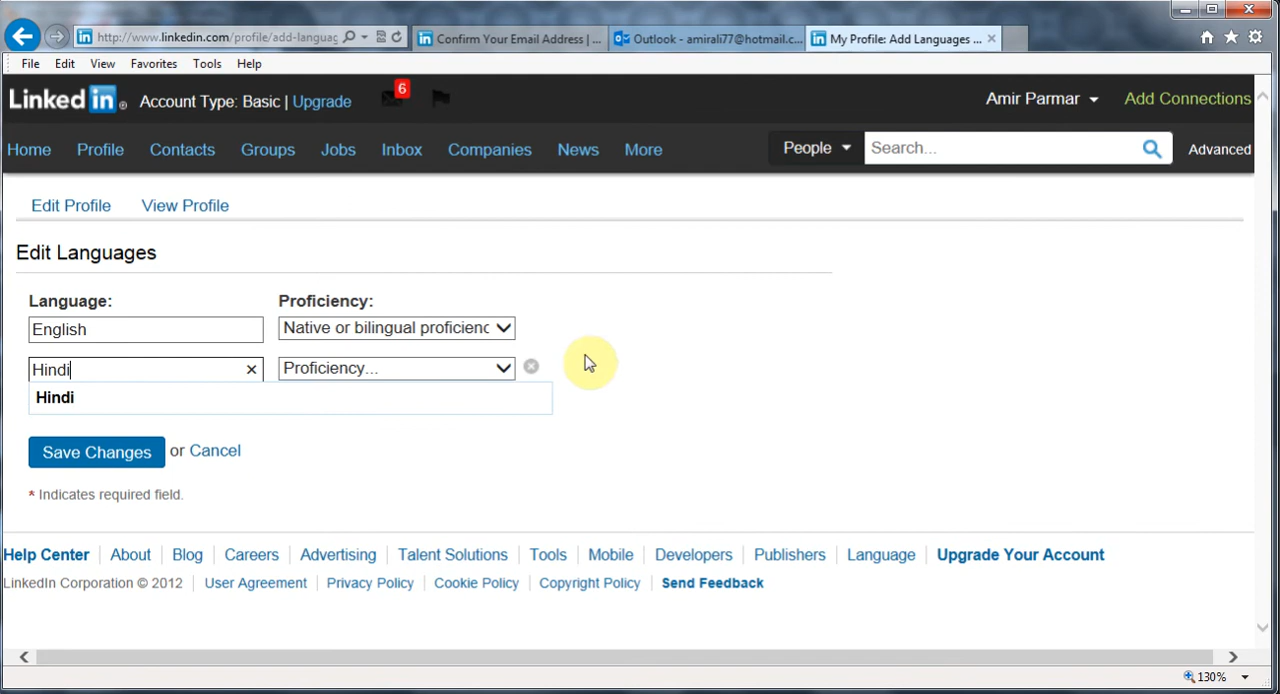 http://www.linkedin.com/profile/add-languag
Confirm Your Email Address | ...
Outlook - amirali77@hotmail.c...
My Profile: Add Languages ...
File Edit View Favorites Tools Help
Linked in ® Account Type: Basic | Upgrade 6 Amir Parmar Add Connections
Home Profile Contacts Groups Jobs Inbox Companies News More People Search... Advanced
Edit Profile View Profile
Edit Languages
Language: Proficiency:
English Native or bilingual proficienc
Hindi Proficiency...
Hindi
Save Changes or Cancel
* Indicates required field.
Help Center About Blog Careers Advertising Talent Solutions Tools Mobile Developers Publishers Language Upgrade Your Account
LinkedIn Corporation © 2012 User Agreement Privacy Policy Cookie Policy Copyright Policy Send Feedback
130%